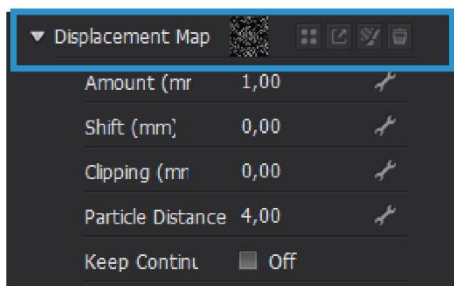 Displacement Map
Amount (mr 1,00
Shift (mm) 0,00
Clipping (mr 0,00
Particle Distance 4,00
Keep Continu Off